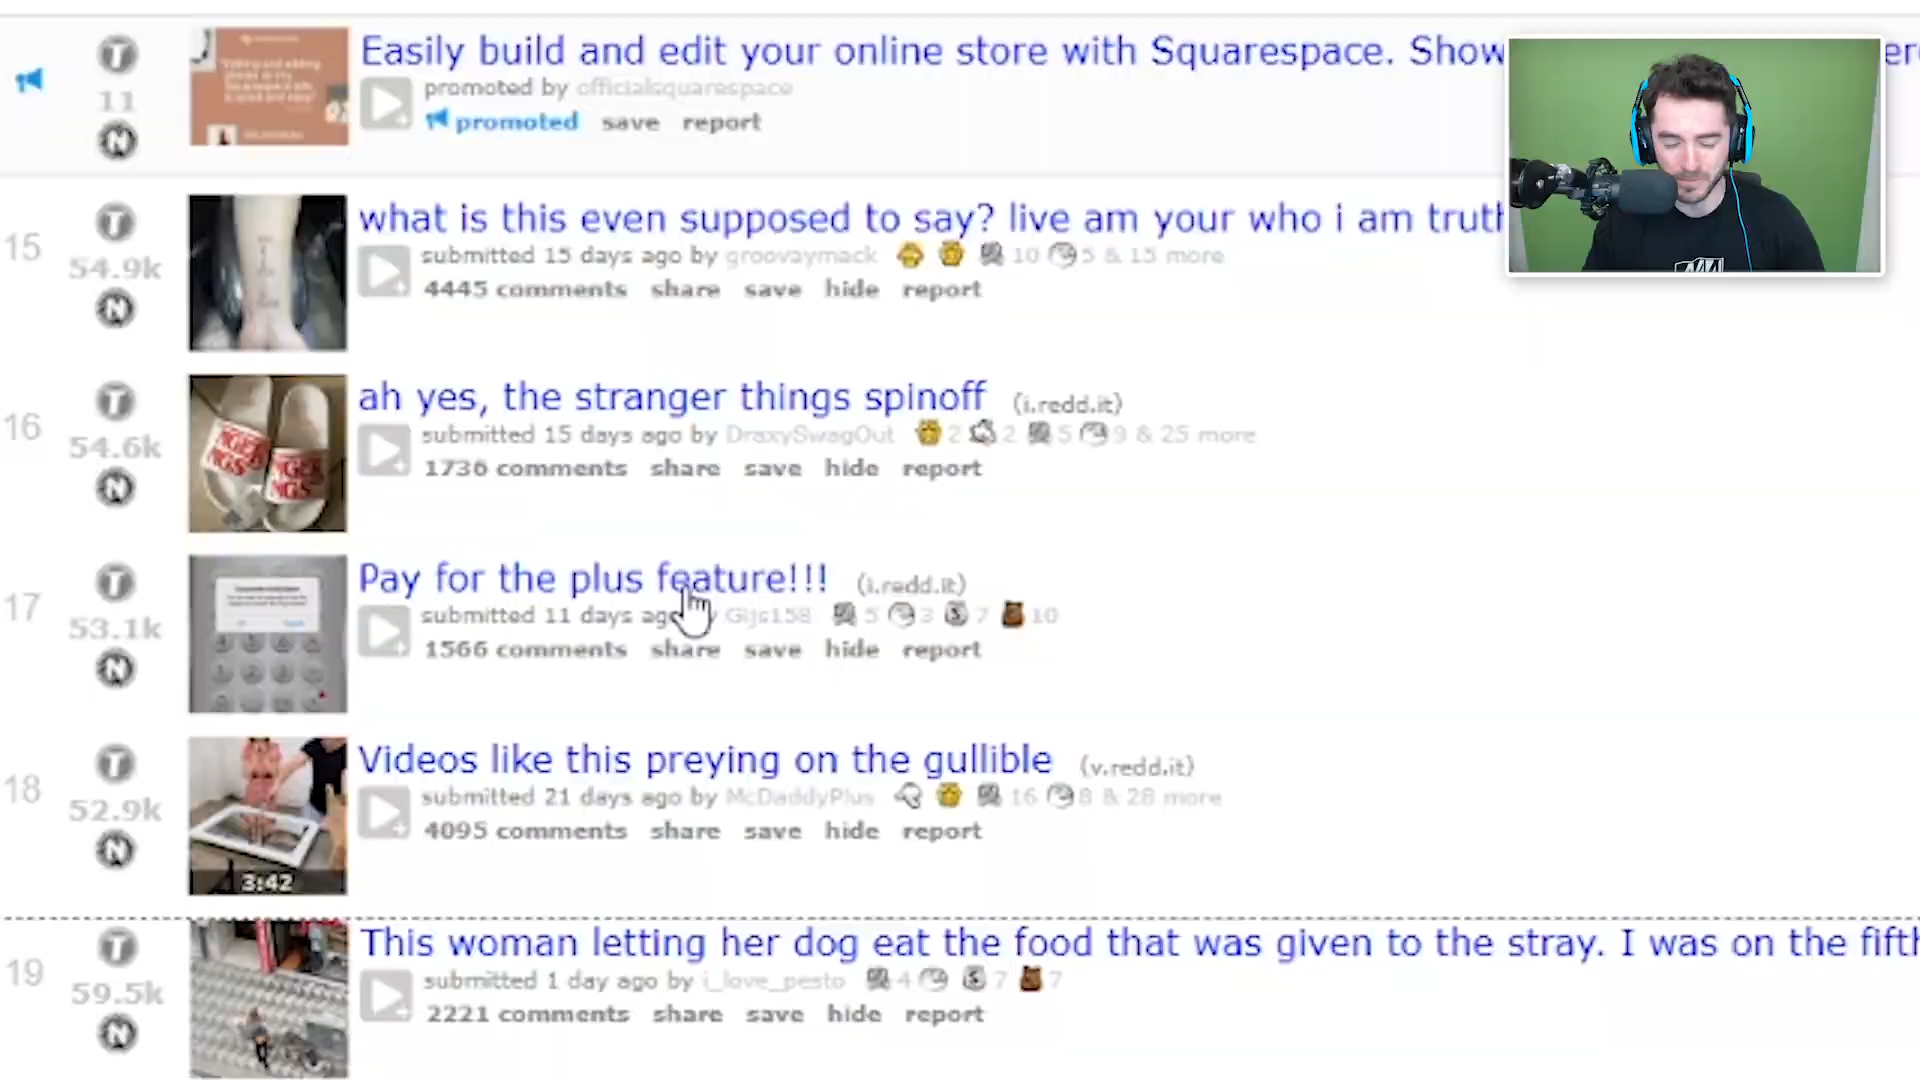 Easily build and edit your online store with Squarespace. Show
promoted by officialsquarespace
11
promoted save report
what is this even supposed to say? live am your who i am truth
15
submitted 15 days ago by groovaymack 10 5 & 15 more
54.9k
4445 comments share save hide report
ah yes, the stranger things spinoff (i.redd.it)
16
submitted 15 days ago by DraxySwagOut 2 2 5 9 & 25 more
54.6k
1736 comments share save hide report
NGER
NGS
NGER
NGS
Pay for the plus feature!!! (i.redd.it)
17
submitted 11 days ago Gijs158 5 3 7 10
53.1k
1566 comments share save hide report
Videos like this preying on the gullible (v.redd.it)
18
submitted 21 days ago by McDaddyPlus 16 8 & 28 more
52.9k
4095 comments share save hide report
3:42
This woman letting her dog eat the food that was given to the stray. I was on the fifth
19
submitted 1 day ago by i_love_pesto 4 7 7
59.5k
2221 comments share save hide report